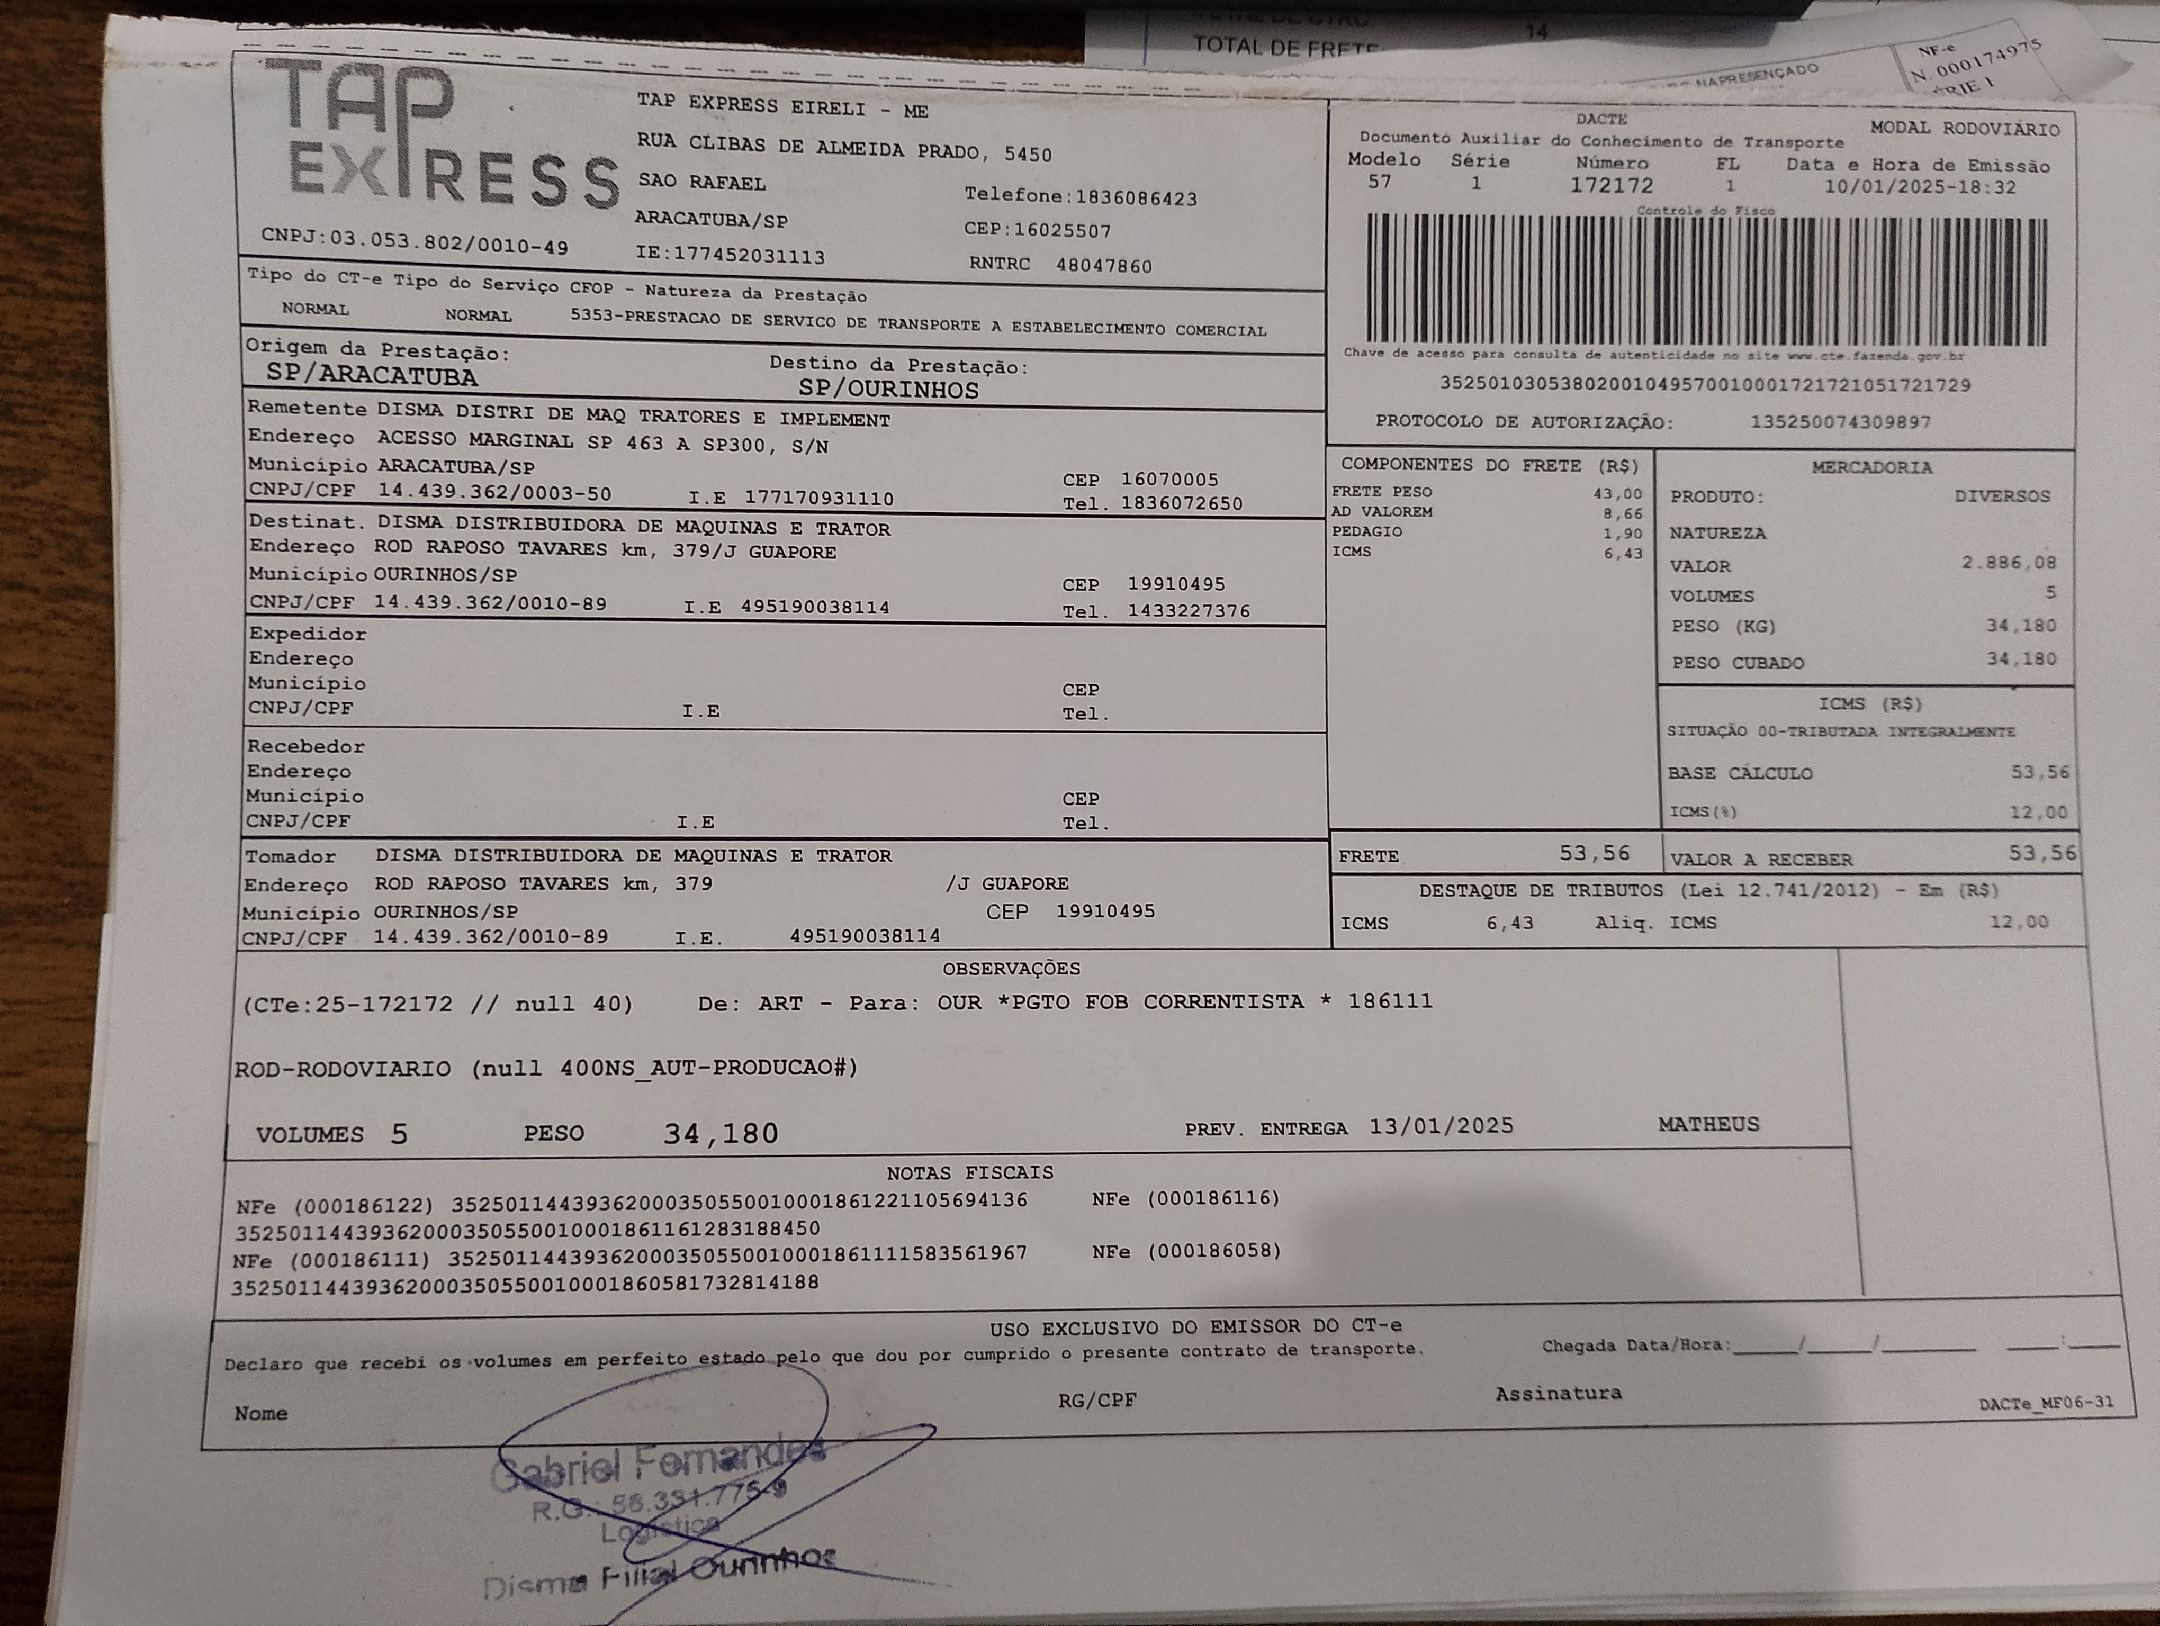 TOTAL DE FRETE
14
NF-e
N. 000174975
TAP EXPRESS
TAP EXPRESS EIRELI - ME
RUA CLIBAS DE ALMEIDA PRADO, 5450
SAO RAFAEL
Telefone:1836086423
ARACATUBA/SP
CEP:16025507
CNPJ:03.053.802/0010-49
IE:177452031113
RNTRC 48047860
DACTE
MODAL RODOVIÁRIO
Documento Auxiliar do Conhecimento de Transporte
Modelo Série Número FL Data e Hora de Emissão
57 1 172172 1 10/01/2025-18:32
Controle do Fisco
Chave de acesso para consulta de autenticidade no site www.cte.fazenda.gov.br
35250103053802001049570010001721721051721729
PROTOCOLO DE AUTORIZAÇÃO: 135250074309897
Tipo do CT-e Tipo do Serviço CFOP - Natureza da Prestação
NORMAL NORMAL 5353-PRESTACAO DE SERVICO DE TRANSPORTE A ESTABELECIMENTO COMERCIAL
Origem da Prestação: Destino da Prestação:
SP/ARACATUBA SP/OURINHOS
Remetente DISMA DISTRI DE MAQ TRATORES E IMPLEMENT
Endereço ACESSO MARGINAL SP 463 A SP300, S/N
Município ARACATUBA/SP CEP 16070005
CNPJ/CPF 14.439.362/0003-50 I.E 177170931110 Tel. 1836072650
Destinat. DISMA DISTRIBUIDORA DE MAQUINAS E TRATOR
Endereço ROD RAPOSO TAVARES km, 379/J GUAPORE
Município OURINHOS/SP CEP 19910495
CNPJ/CPF 14.439.362/0010-89 I.E 495190038114 Tel. 1433227376
Expedidor
Endereço
Município CEP
CNPJ/CPF I.E Tel.
Recebedor
Endereço
Município CEP
CNPJ/CPF I.E Tel.
Tomador DISMA DISTRIBUIDORA DE MAQUINAS E TRATOR
Endereço ROD RAPOSO TAVARES km, 379 /J GUAPORE
Município OURINHOS/SP CEP 19910495
CNPJ/CPF 14.439.362/0010-89 I.E. 495190038114
COMPONENTES DO FRETE (R$)
FRETE PESO 43,00
AD VALOREM 8,66
PEDAGIO 1,90
ICMS 6,43
MERCADORIA
PRODUTO: DIVERSOS
NATUREZA
VALOR 2.886,08
VOLUMES 5
PESO (KG) 34,180
PESO CUBADO 34,180
ICMS (R$)
SITUAÇÃO 00-TRIBUTADA INTEGRALMENTE
BASE CÁLCULO 53,56
ICMS(%) 12,00
FRETE 53,56 VALOR A RECEBER 53,56
DESTAQUE DE TRIBUTOS (Lei 12.741/2012) - Em (R$)
ICMS 6,43 Aliq. ICMS 12,00
OBSERVAÇÕES
(CTe:25-172172 // null 40) De: ART - Para: OUR *PGTO FOB CORRENTISTA * 186111
ROD-RODOVIARIO (null 400NS_AUT-PRODUCAO#)
VOLUMES 5 PESO 34,180 PREV. ENTREGA 13/01/2025 MATHEUS
NOTAS FISCAIS
NFe (000186122) 35250114439362000350550010001861221105694136 NFe (000186116)
35250114439362000350550010001861161283188450
NFe (000186111) 35250114439362000350550010001861111583561967 NFe (000186058)
35250114439362000350550010001860581732814188
USO EXCLUSIVO DO EMISSOR DO CT-e
Declaro que recebi os volumes em perfeito estado pelo que dou por cumprido o presente contrato de transporte.
Chegada Data/Hora:____/____/______ ___:___
Nome RG/CPF Assinatura DACTe_MF06-31
Gabriel Fernandes
R.G.: 58.331.775-9
Logística
Disma Filial Ourinhos